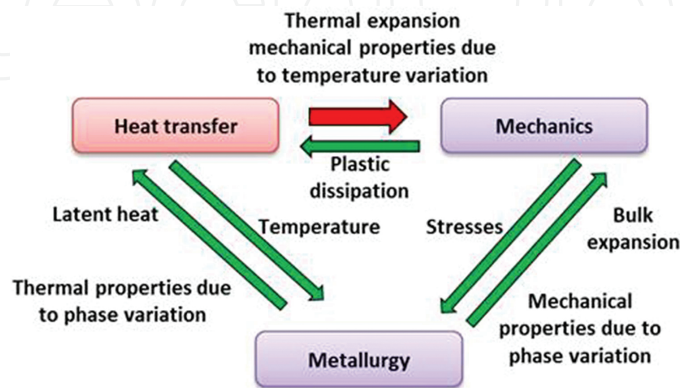 Thermal expansion
mechanical properties due
to temperature variation
Heat transfer
Mechanics
Plastic
dissipation
Latent heat
Temperature
Stresses
Bulk
expansion
Thermal properties due
to phase variation
Mechanical
properties due to
phase variation
Metallurgy